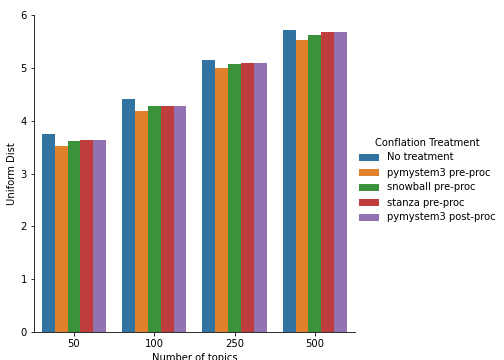 6
5
4
3
2
1
0
Uniform Dist
50 100 250 500
Number of topics
Conflation Treatment
No treatment
pymystem3 pre-proc
snowball pre-proc
stanza pre-proc
pymystem3 post-proc